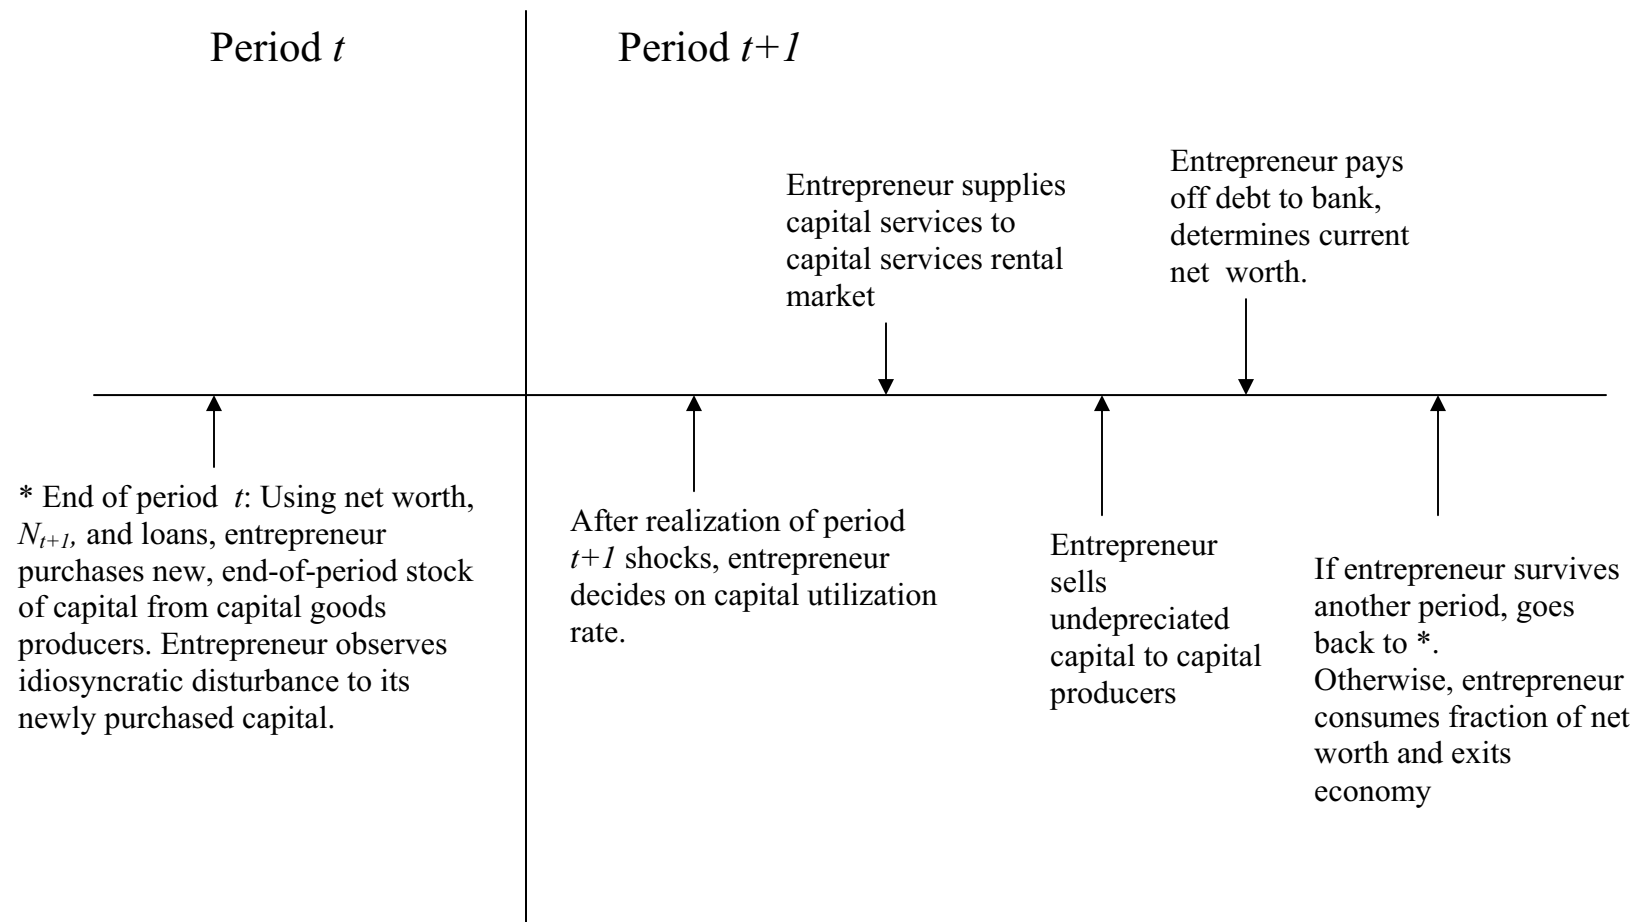 Period t
Period t+1
Entrepreneur supplies
capital services to
capital services rental
market
Entrepreneur pays
off debt to bank,
determines current
net  worth.
* End of period  t: Using net worth,
N_{t+1}, and loans, entrepreneur
purchases new, end-of-period stock
of capital from capital goods
producers. Entrepreneur observes
idiosyncratic disturbance to its
newly purchased capital.
After realization of period
t+1 shocks, entrepreneur
decides on capital utilization
rate.
Entrepreneur
sells
undepreciated
capital to capital
producers
If entrepreneur survives
another period, goes
back to *.
Otherwise, entrepreneur
consumes fraction of net
worth and exits
economy